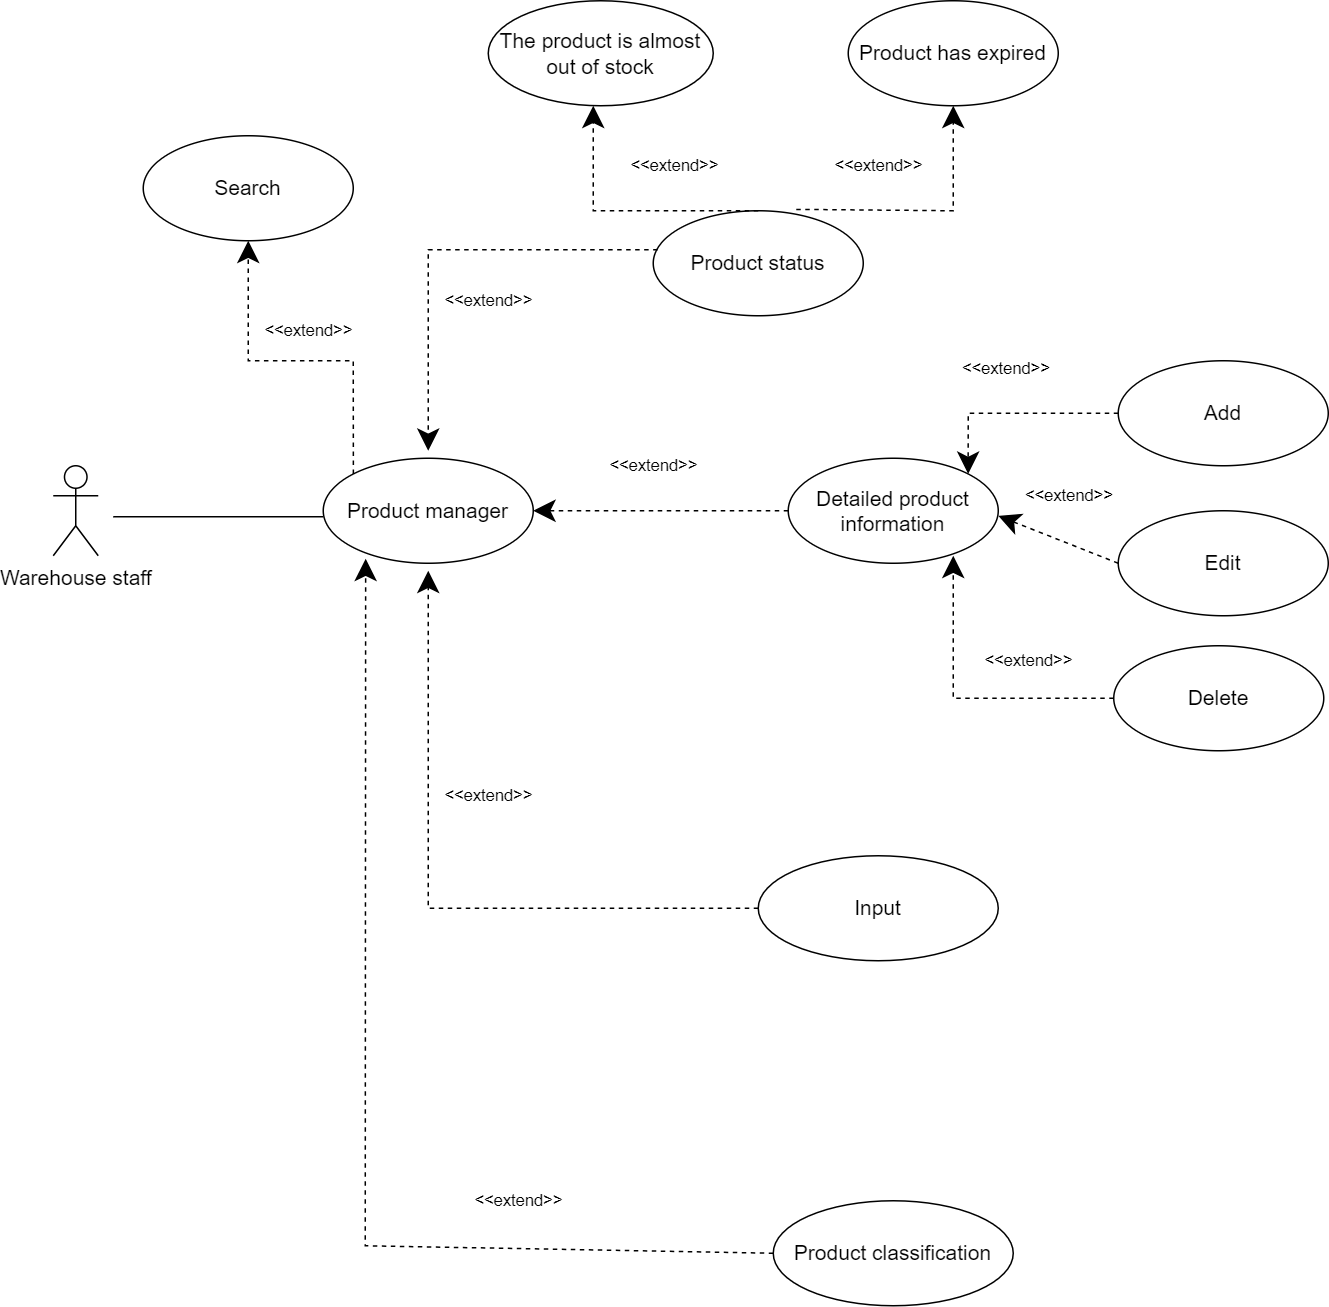 The product is almost
out of stock
Product has expired
<<extend>>
<<extend>>
Search
Product status
<<extend>>
<<extend>>
<<extend>>
Add
<<extend>>
Product manager
Detailed product
information
<<extend>>
Edit
Warehouse staff
<<extend>>
Delete
<<extend>>
Input
<<extend>>
Product classification